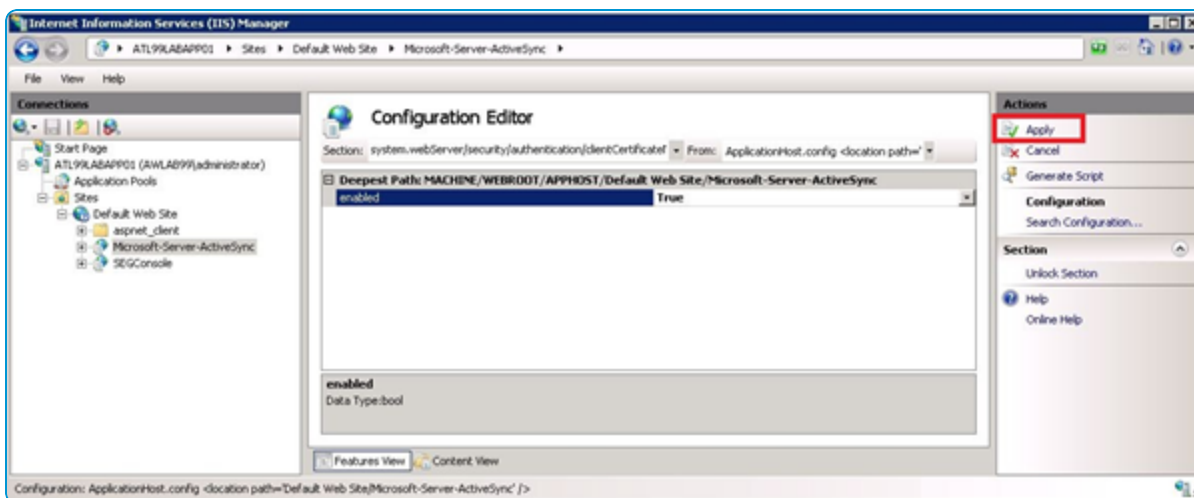 Internet Information Services (IIS) Manager
ATL99LABAPP01 Sites Default Web Site Microsoft-Server-ActiveSync
File View Help
Connections
Start Page
ATL99LABAPP01 (AWLAB99\administrator)
Application Pools
Sites
Default Web Site
aspnet_client
Microsoft-Server-ActiveSync
SEGConsole
Configuration Editor
Section: system.webServer/security/authentication/clientCertificateM From: ApplicationHost.config <location path='
Deepest Path: MACHINE/WEBROOT/APPHOST/Default Web Site/Microsoft-Server-ActiveSync
enabled True
enabled
Data Type:bool
Features View Content View
Actions
Apply
Cancel
Generate Script
Configuration
Search Configuration...
Section
Unlock Section
Help
Online Help
Configuration: ApplicationHost.config <location path='Default Web Site/Microsoft-Server-ActiveSync' />